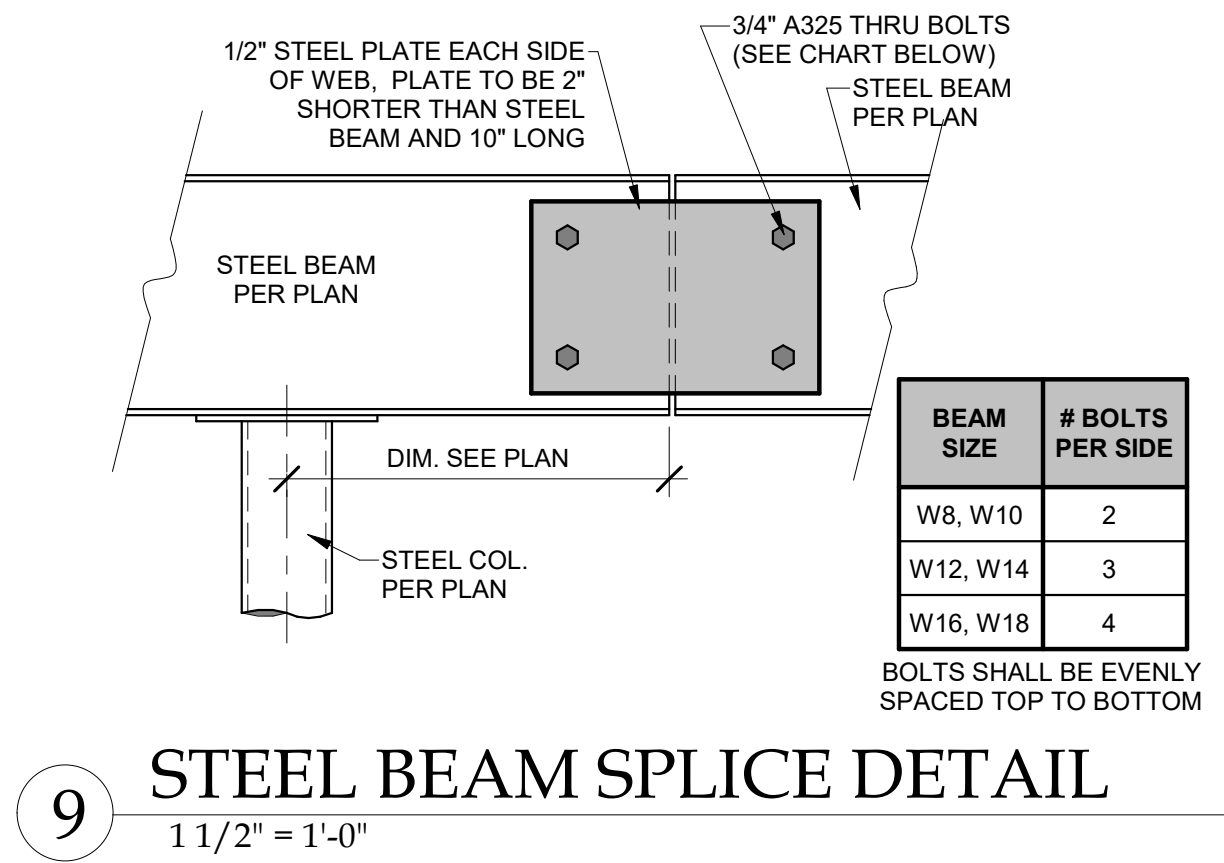 1/2" STEEL PLATE EACH SIDE
OF WEB, PLATE TO BE 2"
SHORTER THAN STEEL
BEAM AND 10" LONG
3/4" A325 THRU BOLTS
(SEE CHART BELOW)
STEEL BEAM
PER PLAN
STEEL BEAM
PER PLAN
DIM. SEE PLAN
STEEL COL.
PER PLAN
BEAM SIZE # BOLTS PER SIDE
W8, W10 2
W12, W14 3
W16, W18 4
BOLTS SHALL BE EVENLY
SPACED TOP TO BOTTOM
9 STEEL BEAM SPLICE DETAIL
1 1/2" = 1'-0"